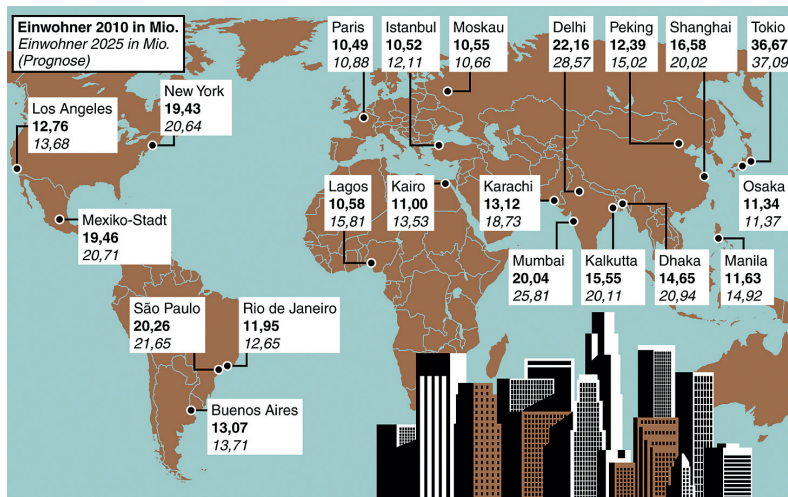 Einwohner 2010 in Mio.
Einwohner 2025 in Mio.
(Prognose)
Paris
10,49
10,88
Istanbul
10,52
12,11
Moskau
10,55
10,66
Delhi
22,16
28,57
Peking
12,39
15,02
Shanghai
16,58
20,02
Tokio
36,67
37,09
New York
19,43
20,64
Los Angeles
12,76
13,68
Mexiko-Stadt
19,46
20,71
Lagos
10,58
15,81
Kairo
11,00
13,53
Karachi
13,12
18,73
Osaka
11,34
11,37
Mumbai
20,04
25,81
Kalkutta
15,55
20,11
Dhaka
14,65
20,94
Manila
11,63
14,92
São Paulo
20,26
21,65
Rio de Janeiro
11,95
12,65
Buenos Aires
13,07
13,71